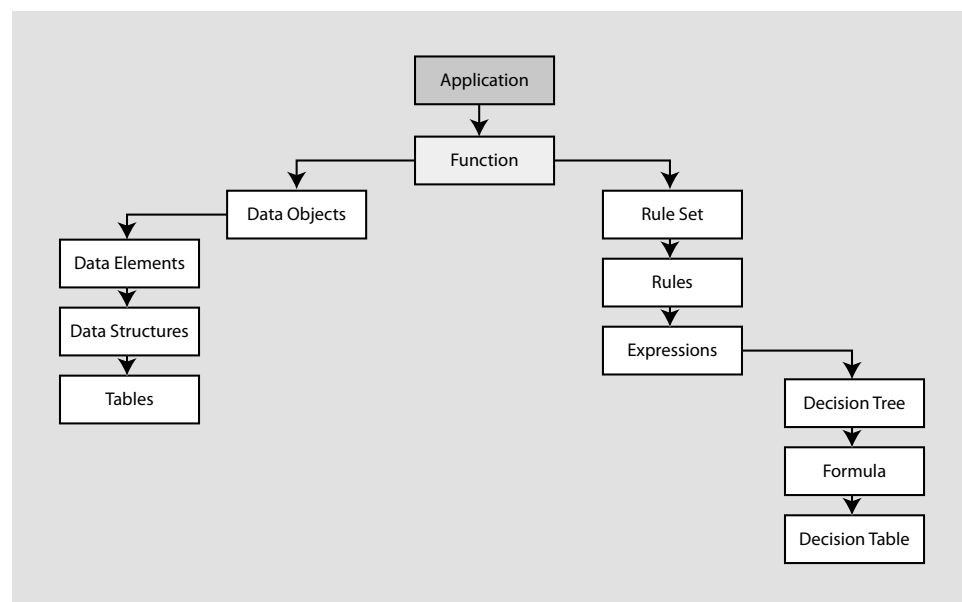 Application
Function
Data Objects
Rule Set
Data Elements
Rules
Data Structures
Expressions
Tables
Decision Tree
Formula
Decision Table